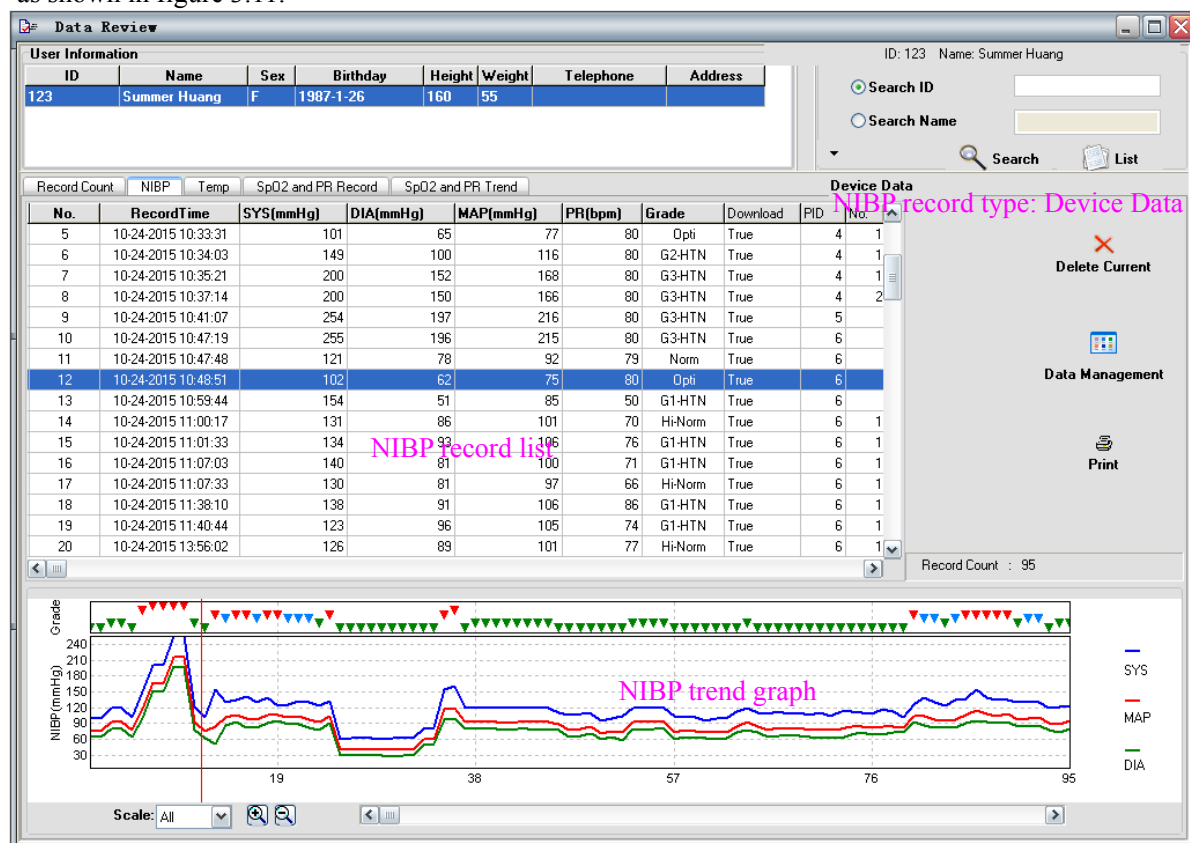 as shown in figure 5.11.
Data Review
User Information
ID: 123 Name: Summer Huang
ID Name Sex Birthday Height Weight Telephone Address
123 Summer Huang F 1987-1-26 160 55
Search ID
Search Name
Search List
Record Count NIBP Temp SpO2 and PR Record SpO2 and PR Trend
Device Data
NIBP record type: Device Data
No. RecordTime SYS(mmHg) DIA(mmHg) MAP(mmHg) PR(bpm) Grade Download PID No.
5 10-24-2015 10:33:31 101 65 77 80 Opti True 4 1
6 10-24-2015 10:34:03 149 100 116 80 G2-HTN True 4 1
7 10-24-2015 10:35:21 200 152 168 80 G3-HTN True 4 1
8 10-24-2015 10:37:14 200 150 166 80 G3-HTN True 4 2
9 10-24-2015 10:41:07 254 197 216 80 G3-HTN True 5
10 10-24-2015 10:47:19 255 196 215 80 G3-HTN True 6
11 10-24-2015 10:47:48 121 78 92 79 Norm True 6
12 10-24-2015 10:48:51 102 62 75 80 Opti True 6
13 10-24-2015 10:59:44 154 51 85 50 G1-HTN True 6
14 10-24-2015 11:00:17 131 86 101 70 Hi-Norm True 6 1
15 10-24-2015 11:01:33 134 93 106 76 G1-HTN True 6 1
16 10-24-2015 11:07:03 140 81 100 71 G1-HTN True 6 1
17 10-24-2015 11:07:33 130 81 97 66 Hi-Norm True 6 1
18 10-24-2015 11:38:10 138 91 106 86 G1-HTN True 6 1
19 10-24-2015 11:40:44 123 96 105 74 G1-HTN True 6 1
20 10-24-2015 13:56:02 126 89 101 77 Hi-Norm True 6 1
NIBP record list
Delete Current
Data Management
Print
Record Count : 95
Grade
NIBP(mmHg)
240
210
180
150
120
90
60
30
NIBP trend graph
SYS
MAP
DIA
19 38 57 76 95
Scale: All